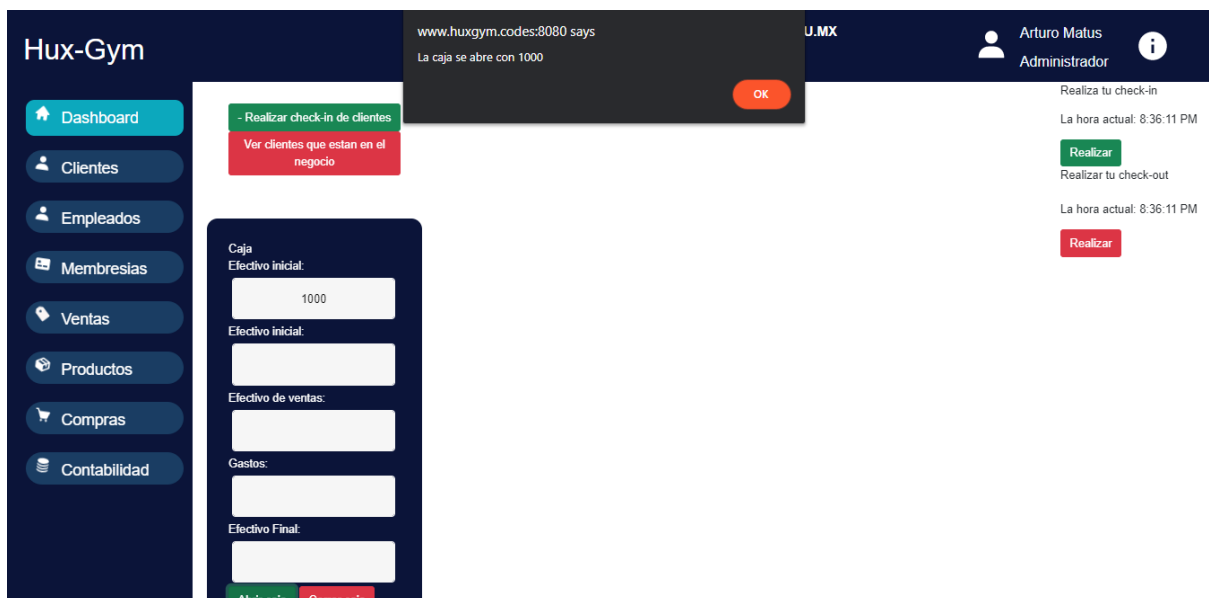 Hux-Gym
www.huxgym.codes:8080 says
La caja se abre con 1000
OK
U.MX
Arturo Matus
Administrador
Dashboard
Clientes
Empleados
Membresias
Ventas
Productos
Compras
Contabilidad
- Realizar check-in de clientes
Ver clientes que estan en el
negocio
Caja
Efectivo inicial:
1000
Efectivo inicial:
Efectivo de ventas:
Gastos:
Efectivo Final:
Realiza tu check-in
La hora actual: 8:36:11 PM
Realizar
Realizar tu check-out
La hora actual: 8:36:11 PM
Realizar